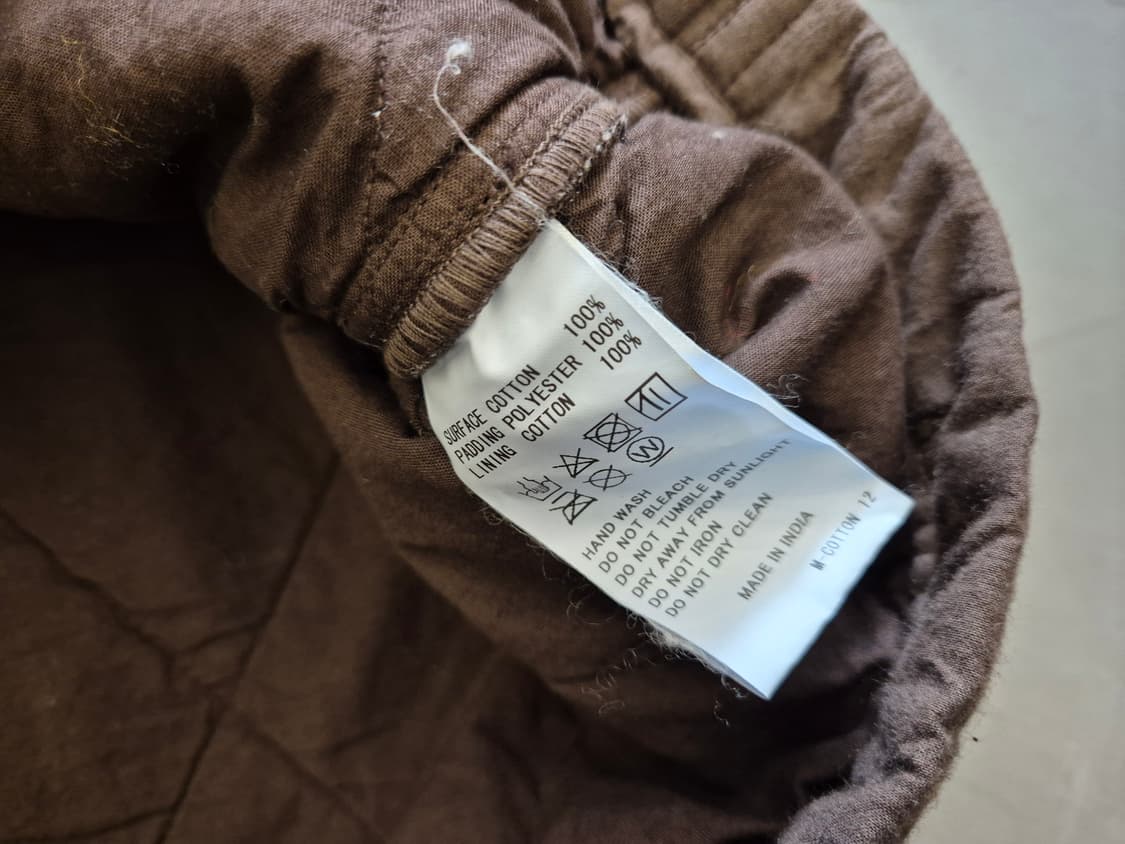 SURFACE COTTON 100%
PADDING POLYESTER 100%
LINING COTTON 100%
W
HAND WASH
DO NOT BLEACH
DO NOT TUMBLE DRY
DRY AWAY FROM SUNLIGHT
DO NOT IRON
DO NOT DRY CLEAN
MADE IN INDIA
M-COTTON 12